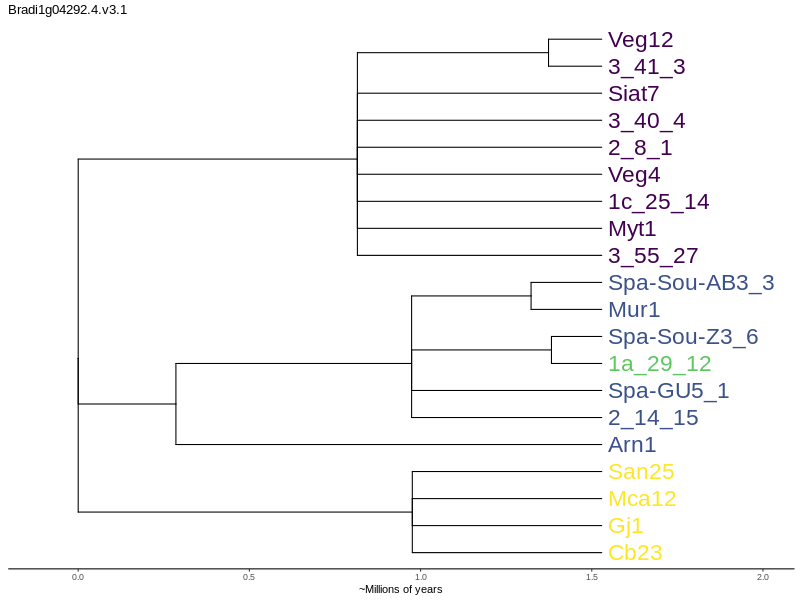 Bradi1g04292.4.v3.1
Veg12
3_41_3
Siat7
3_40_4
2_8_1
Veg4
1c_25_14
Myt1
3_55_27
Spa-Sou-AB3_3
Mur1
Spa-Sou-Z3_6
1a_29_12
Spa-GU5_1
2_14_15
Arn1
San25
Mca12
Gj1
Cb23
0.0 0.5 1.0 1.5 2.0
~Millions of years